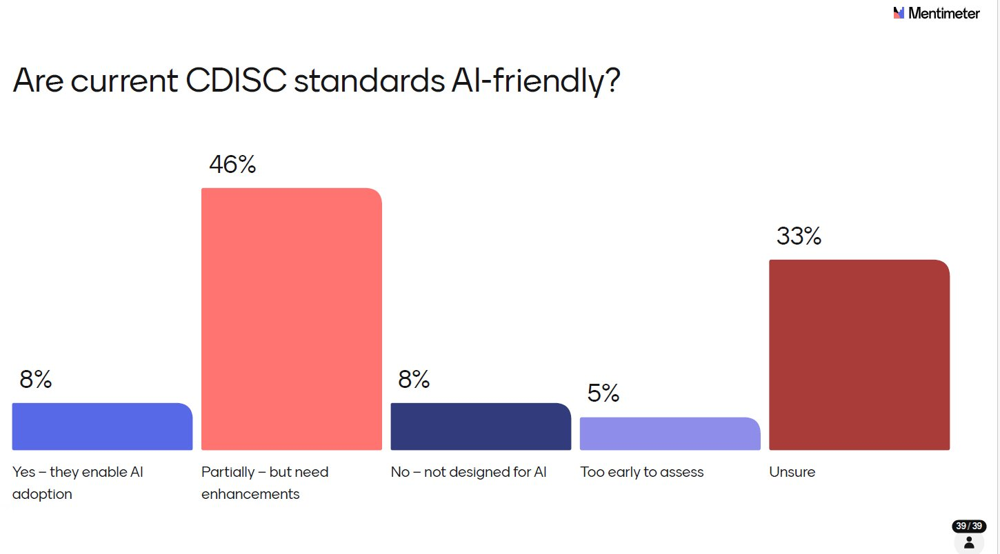 Mentimeter
Are current CDISC standards AI-friendly?
46%
33%
8%
8%
5%
Yes – they enable AI
adoption
Partially – but need
enhancements
No – not designed for AI
Too early to assess
Unsure
39/39